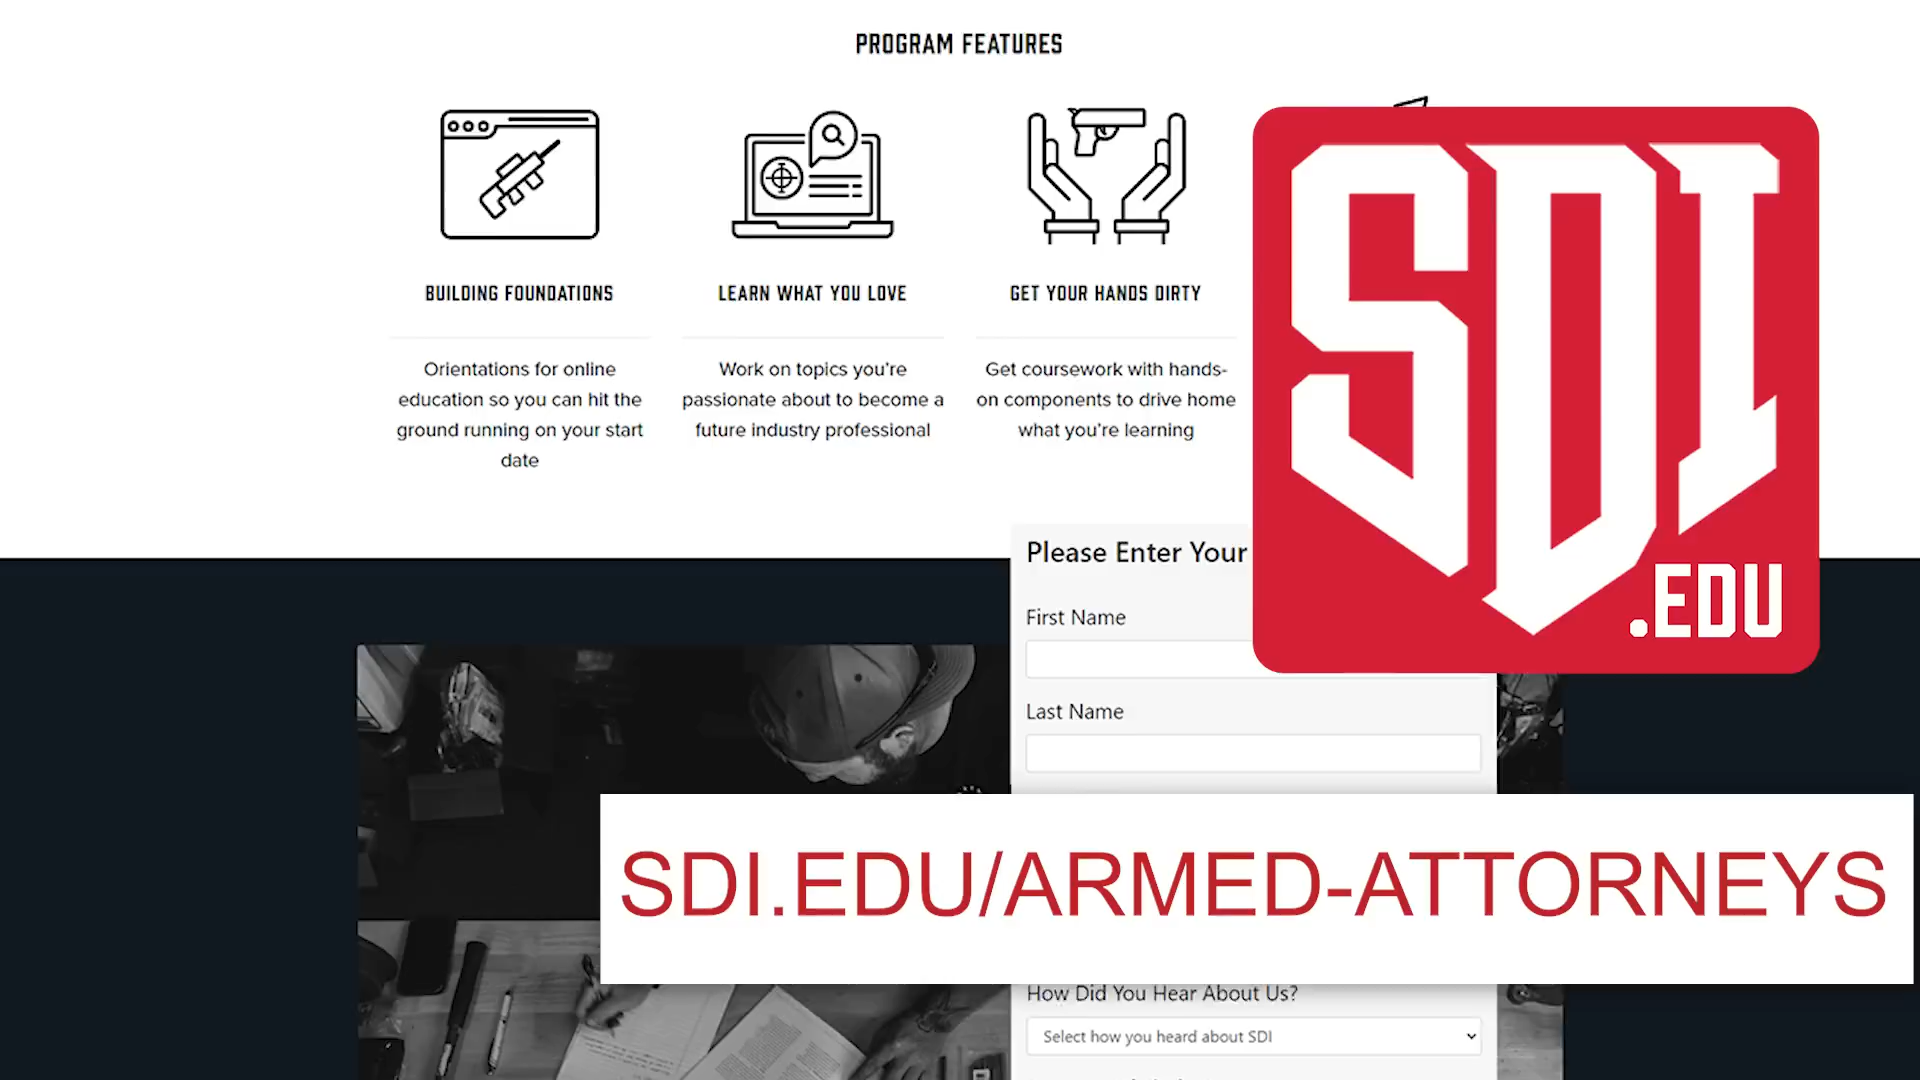 PROGRAM FEATURES
BUILDING FOUNDATIONS
Orientations for online
education so you can hit the
ground running on your start
date
LEARN WHAT YOU LOVE
Work on topics you're
passionate about to become a
future industry professional
GET YOUR HANDS DIRTY
Get coursework with hands-
on components to drive home
what you're learning
SDI
.EDU
Please Enter Your
First Name
Last Name
SDI.EDU/ARMED-ATTORNEYS
How Did You Hear About Us?
Select how you heard about SDI